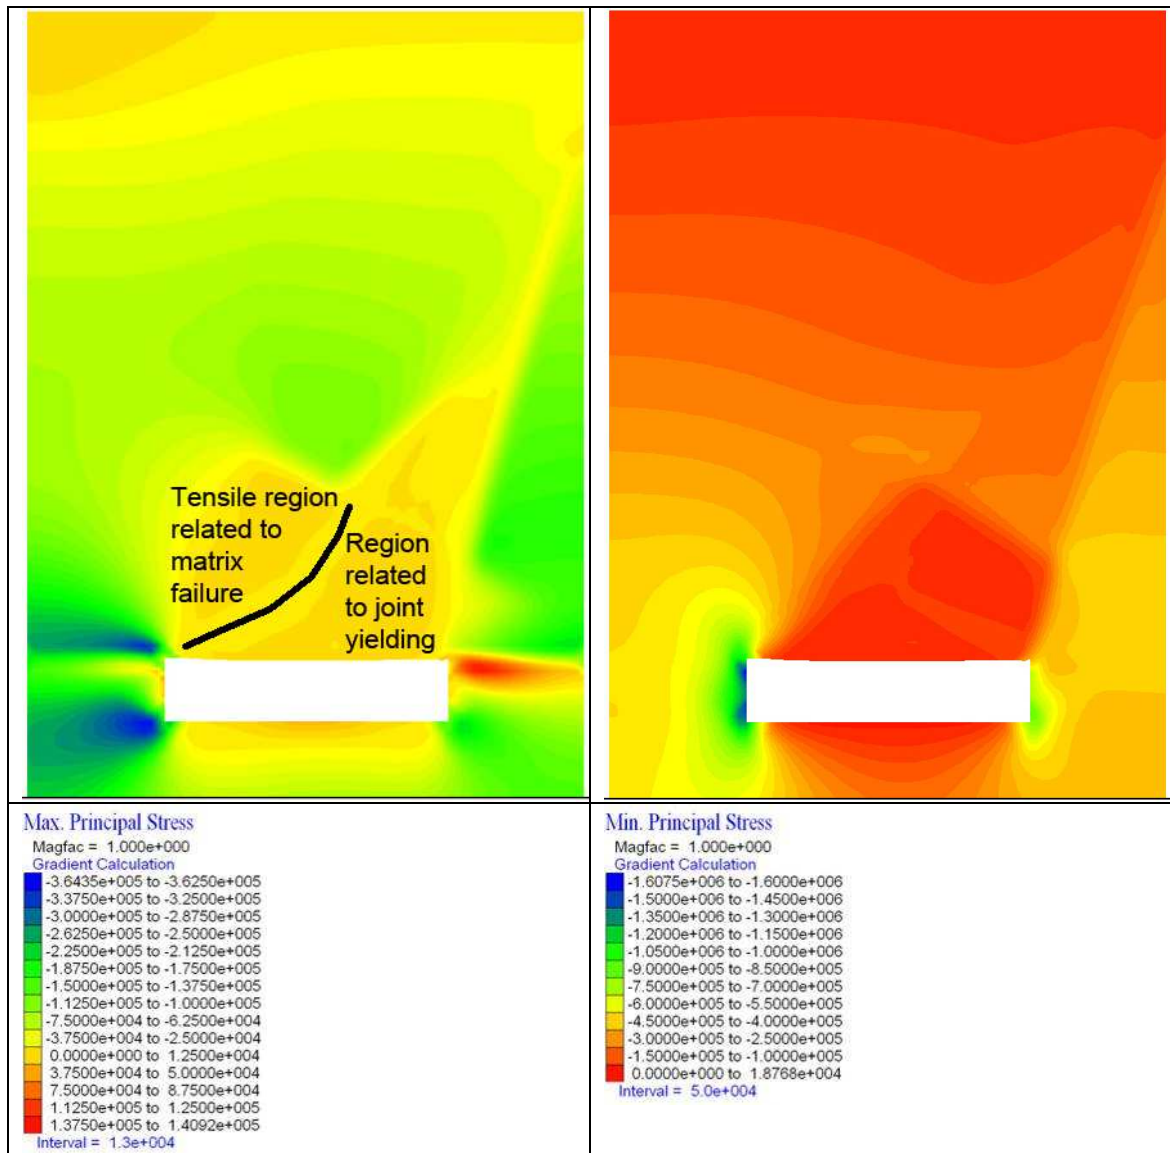 Tensile region
related to
matrix
failure
Region
related
to joint
yielding
Max. Principal Stress
Magfac = 1.000e+000
Gradient Calculation
-3.6435e+005 to -3.6250e+005
-3.3750e+005 to -3.2500e+005
-3.0000e+005 to -2.8750e+005
-2.6250e+005 to -2.5000e+005
-2.2500e+005 to -2.1250e+005
-1.8750e+005 to -1.7500e+005
-1.5000e+005 to -1.3750e+005
-1.1250e+005 to -1.0000e+005
-7.5000e+004 to -6.2500e+004
-3.7500e+004 to -2.5000e+004
0.0000e+000 to 1.2500e+004
3.7500e+004 to 5.0000e+004
7.5000e+004 to 8.7500e+004
1.1250e+005 to 1.2500e+005
1.3750e+005 to 1.4092e+005
Interval = 1.3e+004
Min. Principal Stress
Magfac = 1.000e+000
Gradient Calculation
-1.6075e+006 to -1.6000e+006
-1.5000e+006 to -1.4500e+006
-1.3500e+006 to -1.3000e+006
-1.2000e+006 to -1.1500e+006
-1.0500e+006 to -1.0000e+006
-9.0000e+005 to -8.5000e+005
-7.5000e+005 to -7.0000e+005
-6.0000e+005 to -5.5000e+005
-4.5000e+005 to -4.0000e+005
-3.0000e+005 to -2.5000e+005
-1.5000e+005 to -1.0000e+005
0.0000e+000 to 1.8768e+004
Interval = 5.0e+004